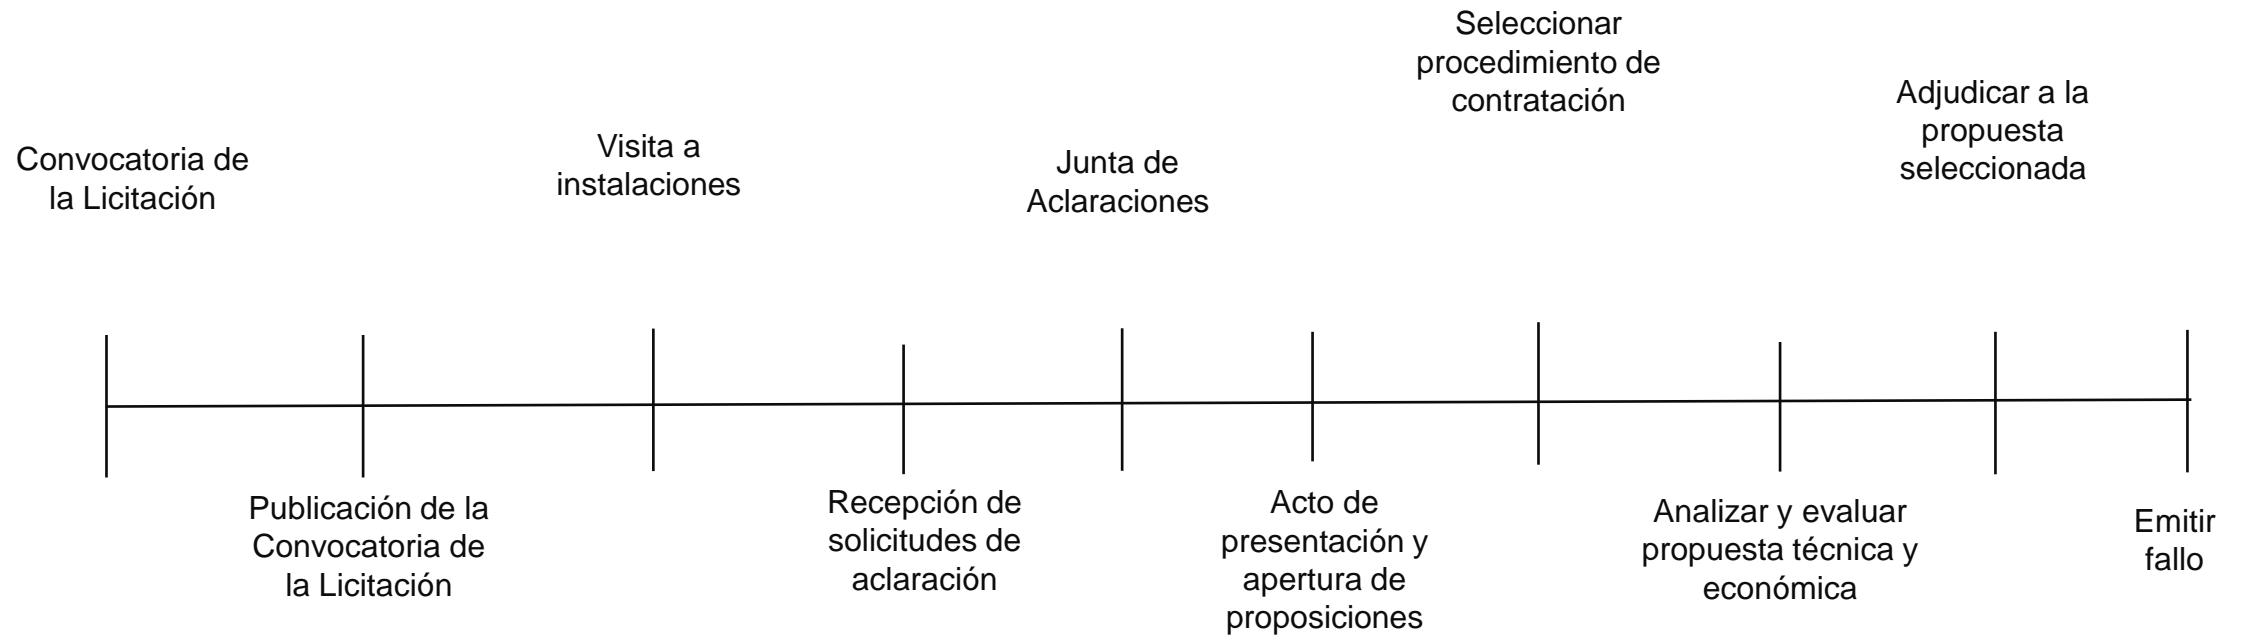 Convocatoria de
la Licitación
Publicación de la
Convocatoria de
la Licitación
Visita a
instalaciones
Recepción de
solicitudes de
aclaración
Junta de
Aclaraciones
Acto de
presentación y
apertura de
proposiciones
Seleccionar
procedimiento de
contratación
Analizar y evaluar
propuesta técnica y
económica
Adjudicar a la
propuesta
seleccionada
Emitir
fallo